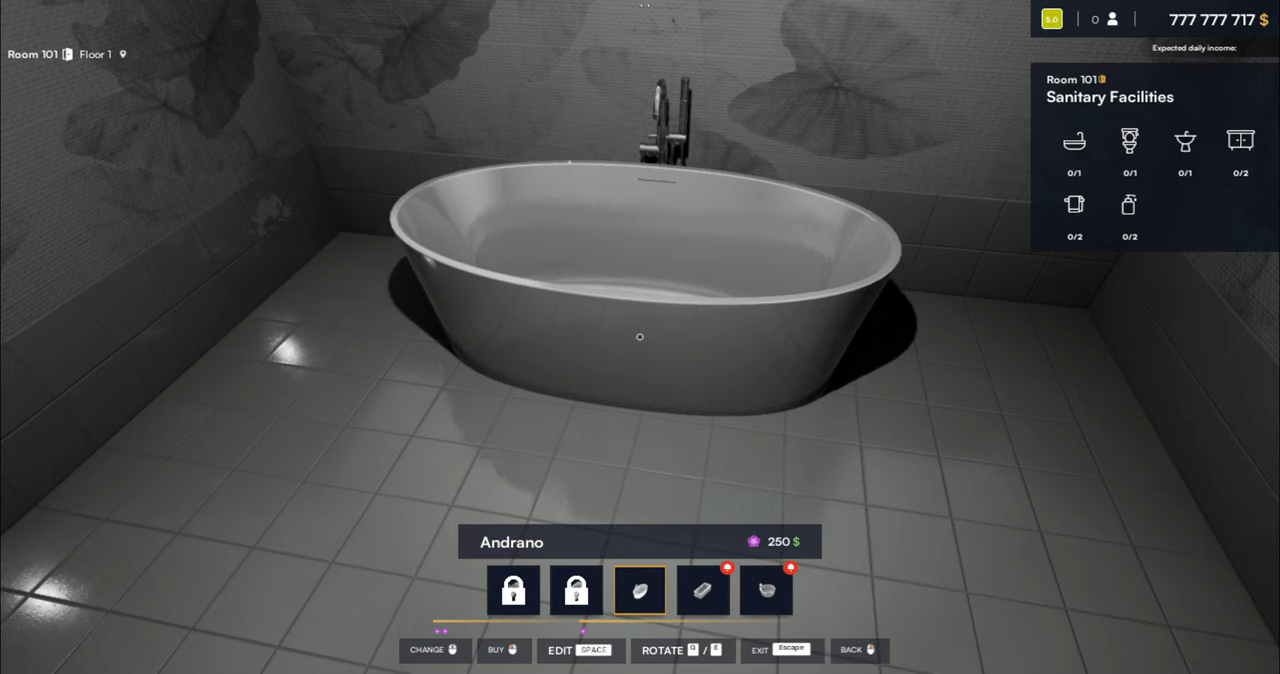 5.0
0
777 777 717 $
Room 101 Floor 1
Expected daily income:
Room 101
Sanitary Facilities
0/1 0/1 0/1 0/2
0/2 0/2
Andrano 250 $
CHANGE BUY EDIT SPACE ROTATE Q / E EXIT Escape BACK